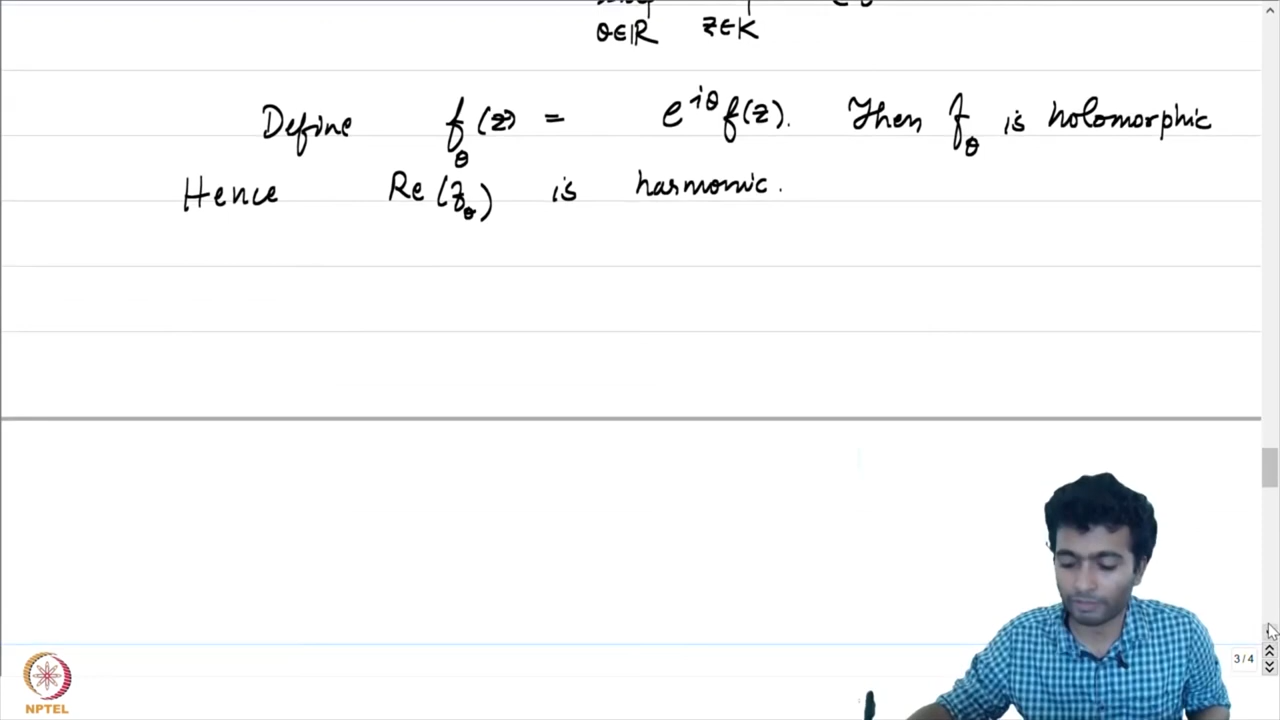 θ∈ℝ z∈K
Define f_θ(z) = e^{iθ} f(z). Then f_θ is holomorphic
Hence Re(f_θ) is harmonic.
3/4
NPTEL